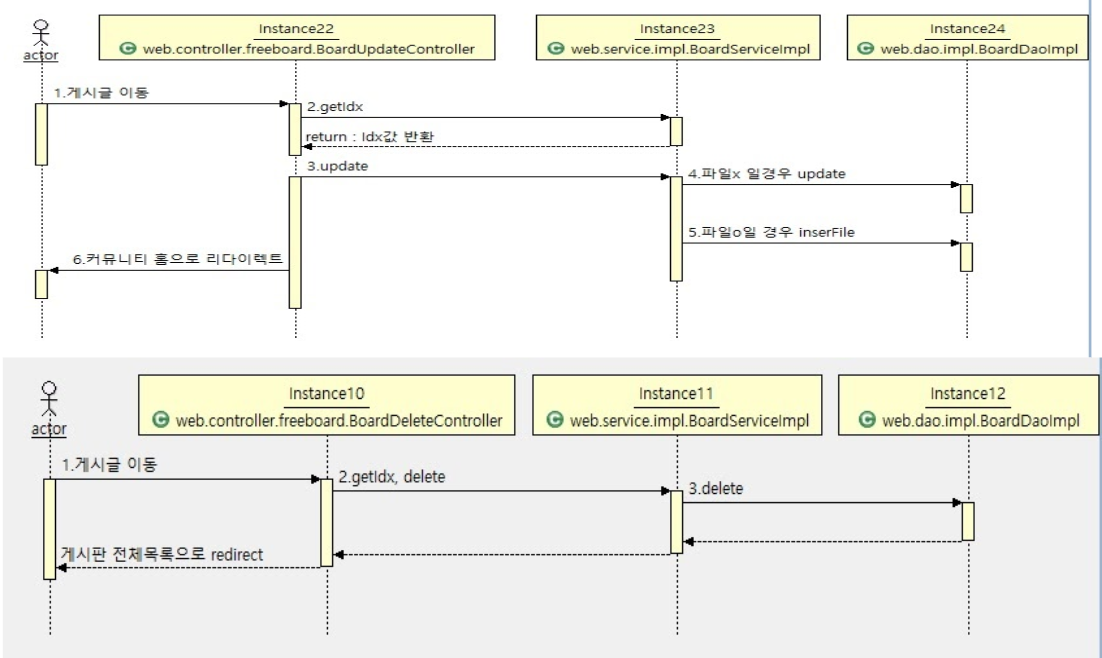 Instance22
Instance23
Instance24
actor
C web.controller.freeboard.BoardUpdateController
C web.service.impl.BoardServiceImpl
C web.dao.impl.BoardDaoImpl
1.게시글 이동
2.getIdx
return : Idx값 반환
3.update
4.파일x 일경우 update
5.파일o일 경우 inserFile
6.커뮤니티 홈으로 리다이렉트
Instance10
Instance11
Instance12
actor
C web.controller.freeboard.BoardDeleteController
C web.service.impl.BoardServiceImpl
C web.dao.impl.BoardDaoImpl
1.게시글 이동
2.getIdx, delete
3.delete
게시판 전체목록으로 redirect